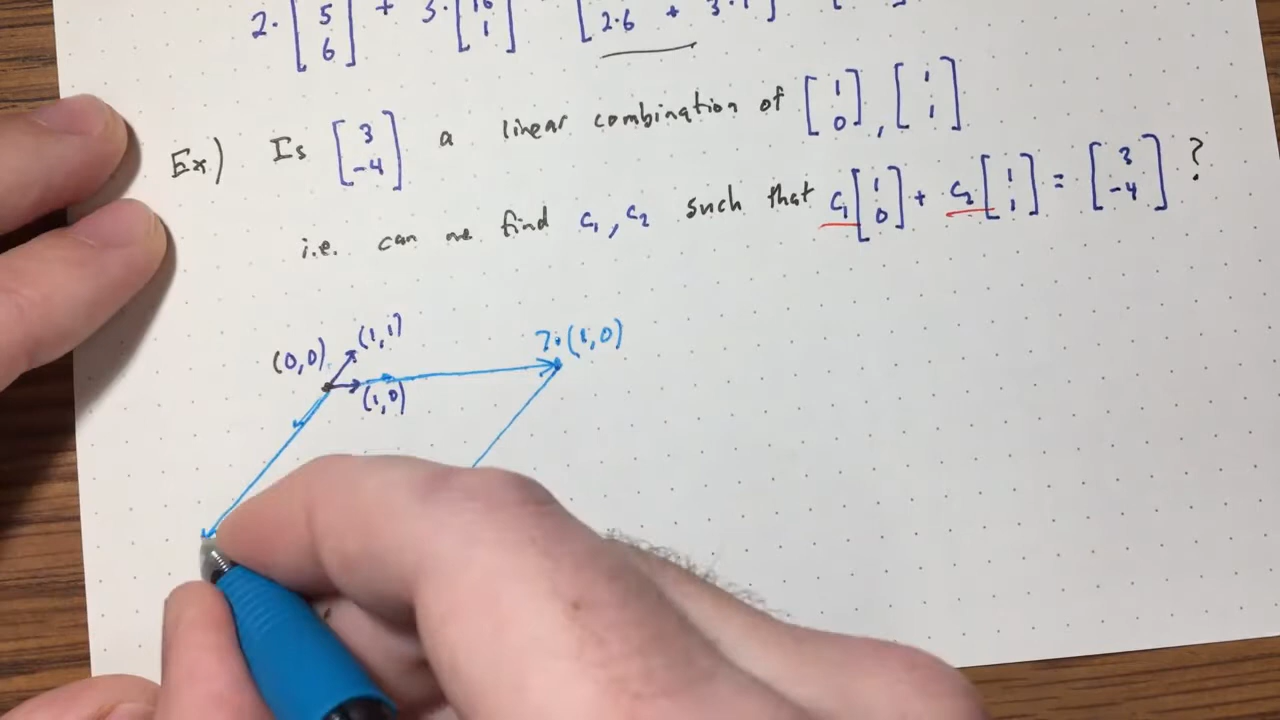 2· [5 6] + 3· [10 1] [2·6 + 3·1]
Ex) Is [3 -4] a linear combination of [1 0], [1 1]
i.e. can we find c₁, c₂ such that c₁[1 0] + c₂[1 1] = [3 -4] ?
(0,0) (1,1) 7·(1,0)
(1,0)